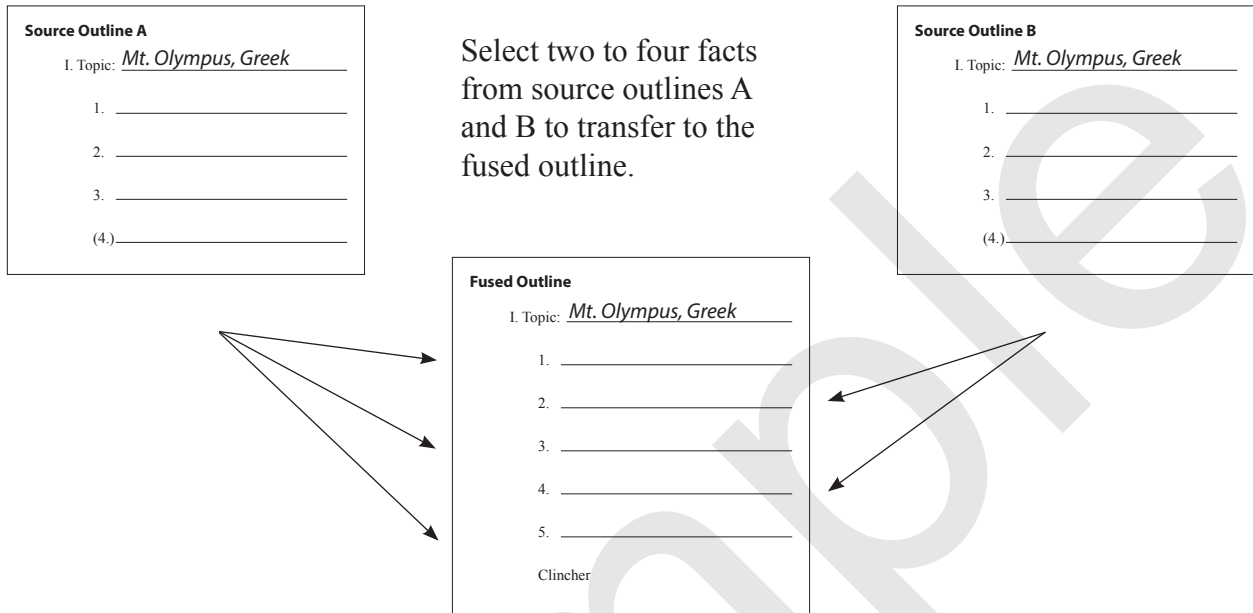 Source Outline A
I. Topic: Mt. Olympus, Greek
1.
2.
3.
(4.)
Select two to four facts
from source outlines A
and B to transfer to the
fused outline.
Source Outline B
I. Topic: Mt. Olympus, Greek
1.
2.
3.
(4.)
Fused Outline
I. Topic: Mt. Olympus, Greek
1.
2.
3.
4.
5.
Clincher
mple